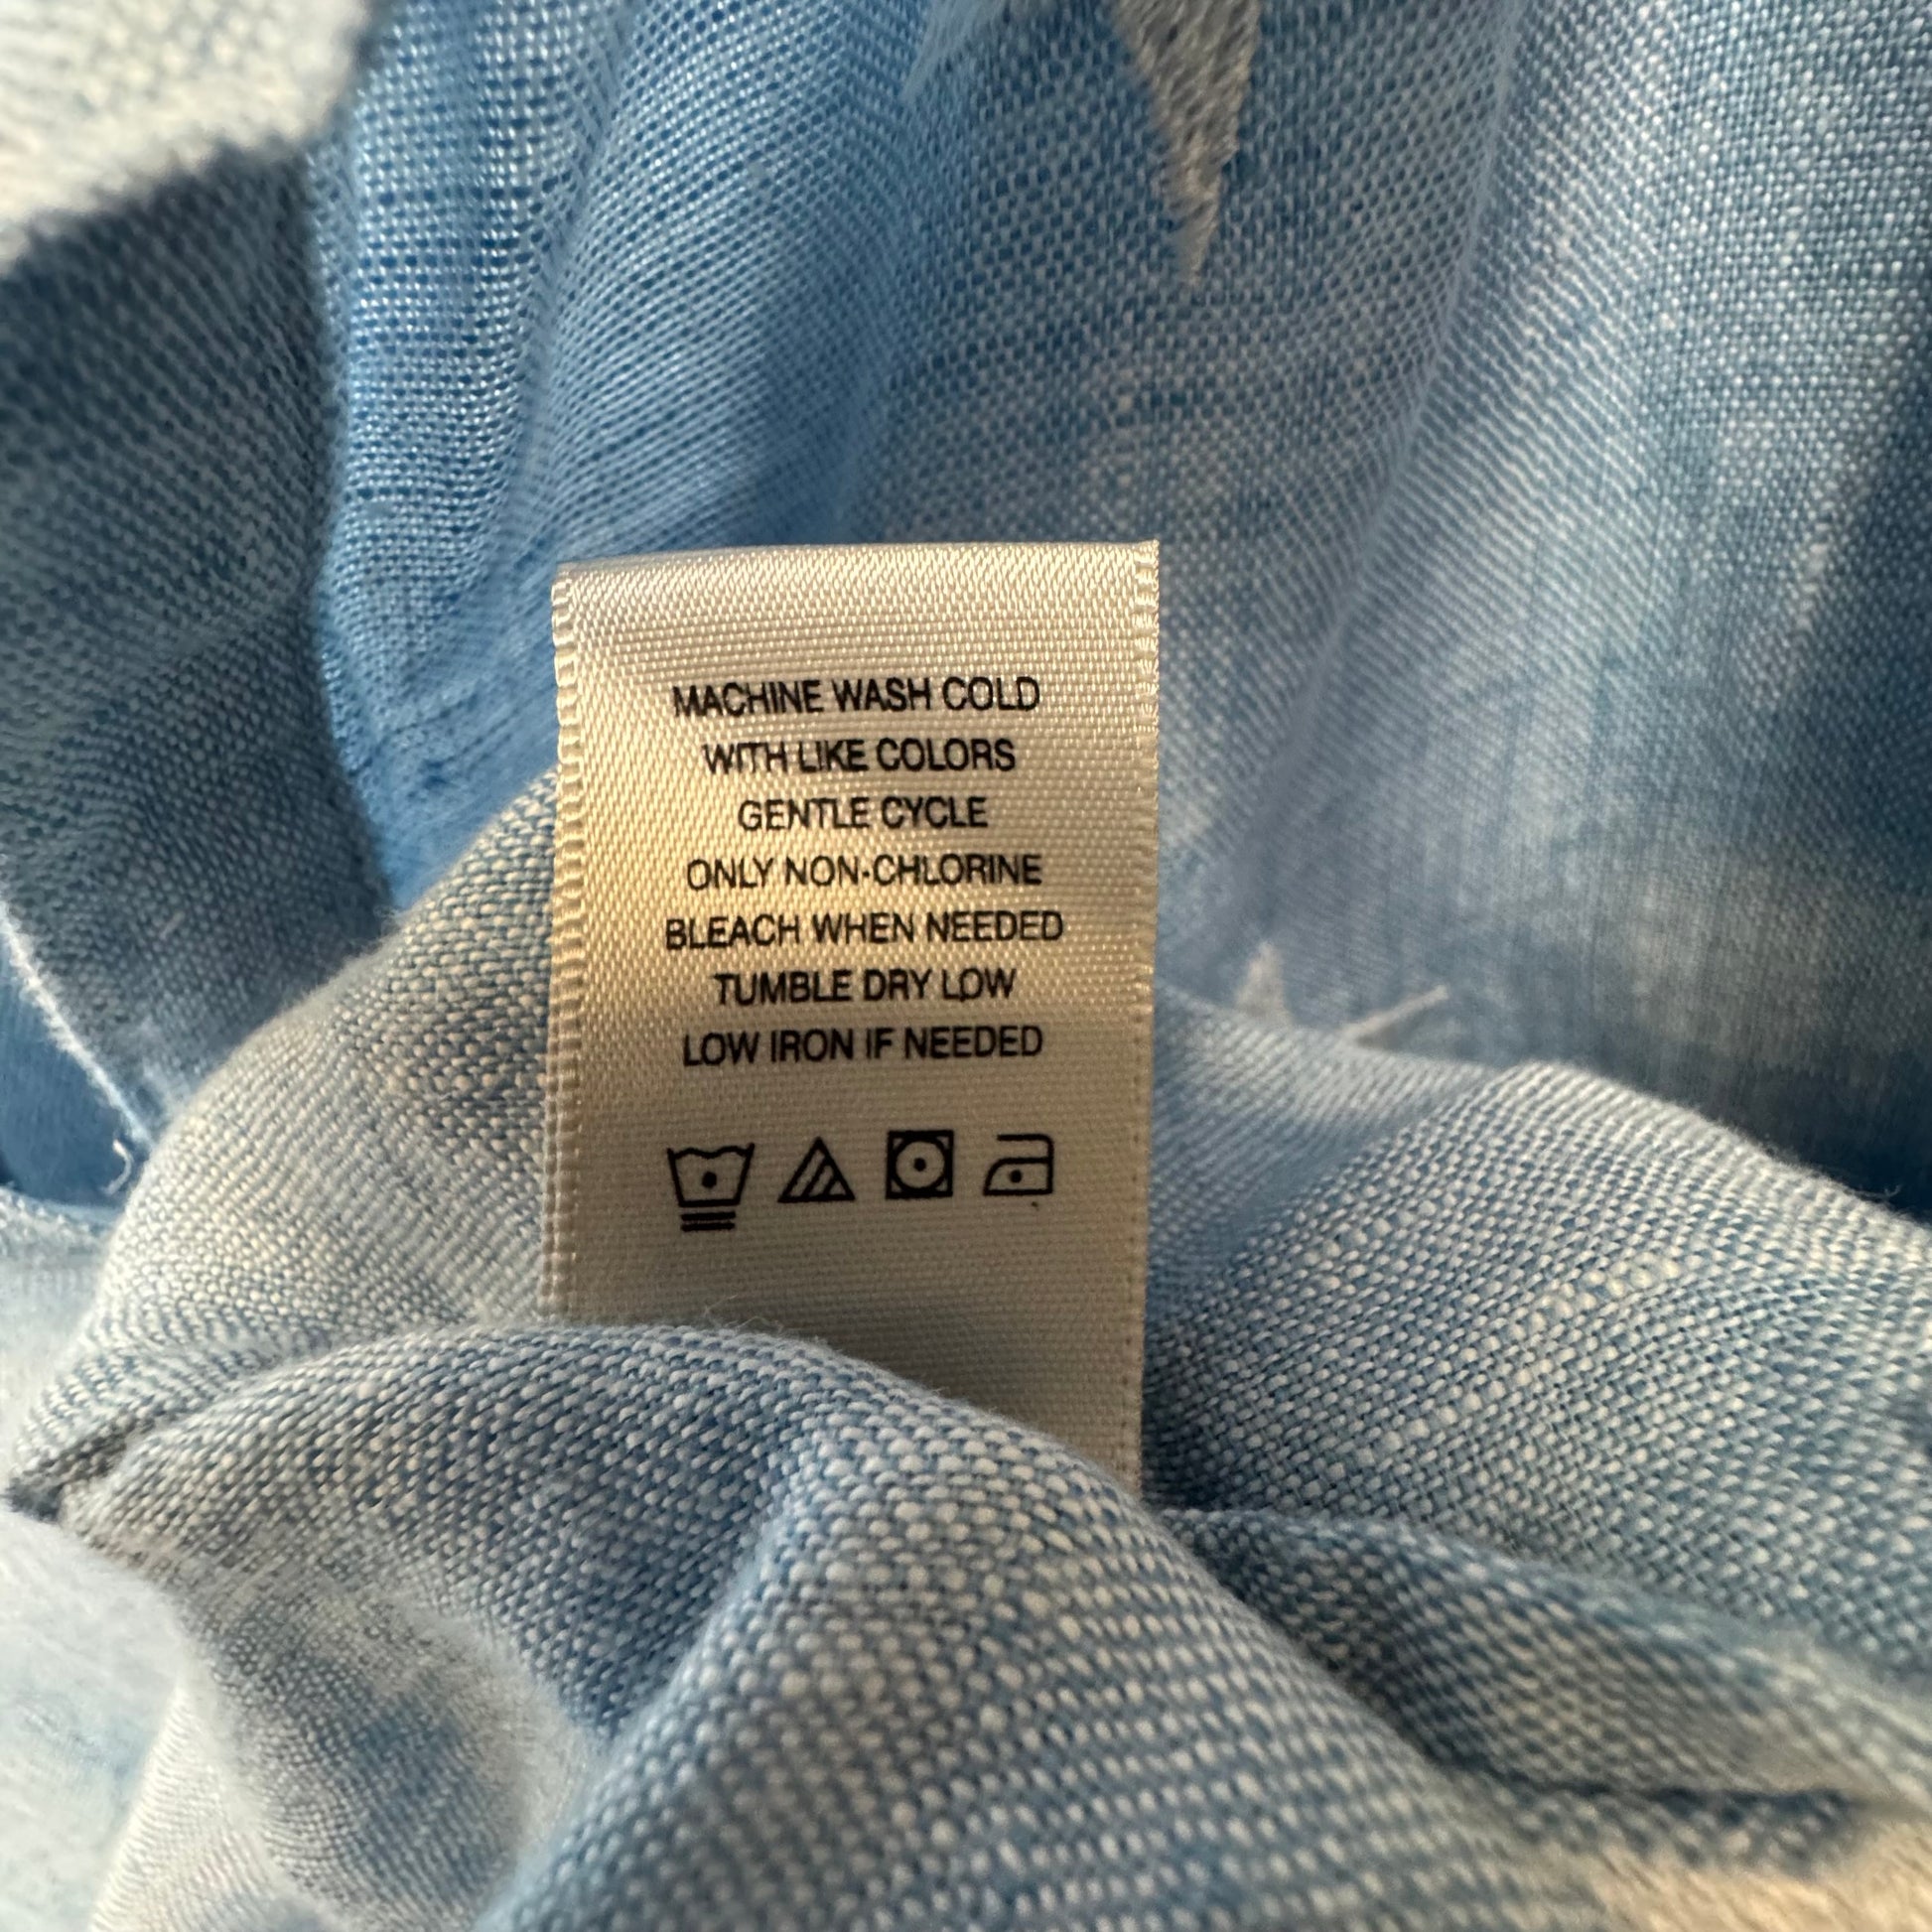 MACHINE WASH COLD
WITH LIKE COLORS
GENTLE CYCLE
ONLY NON-CHLORINE
BLEACH WHEN NEEDED
TUMBLE DRY LOW
LOW IRON IF NEEDED